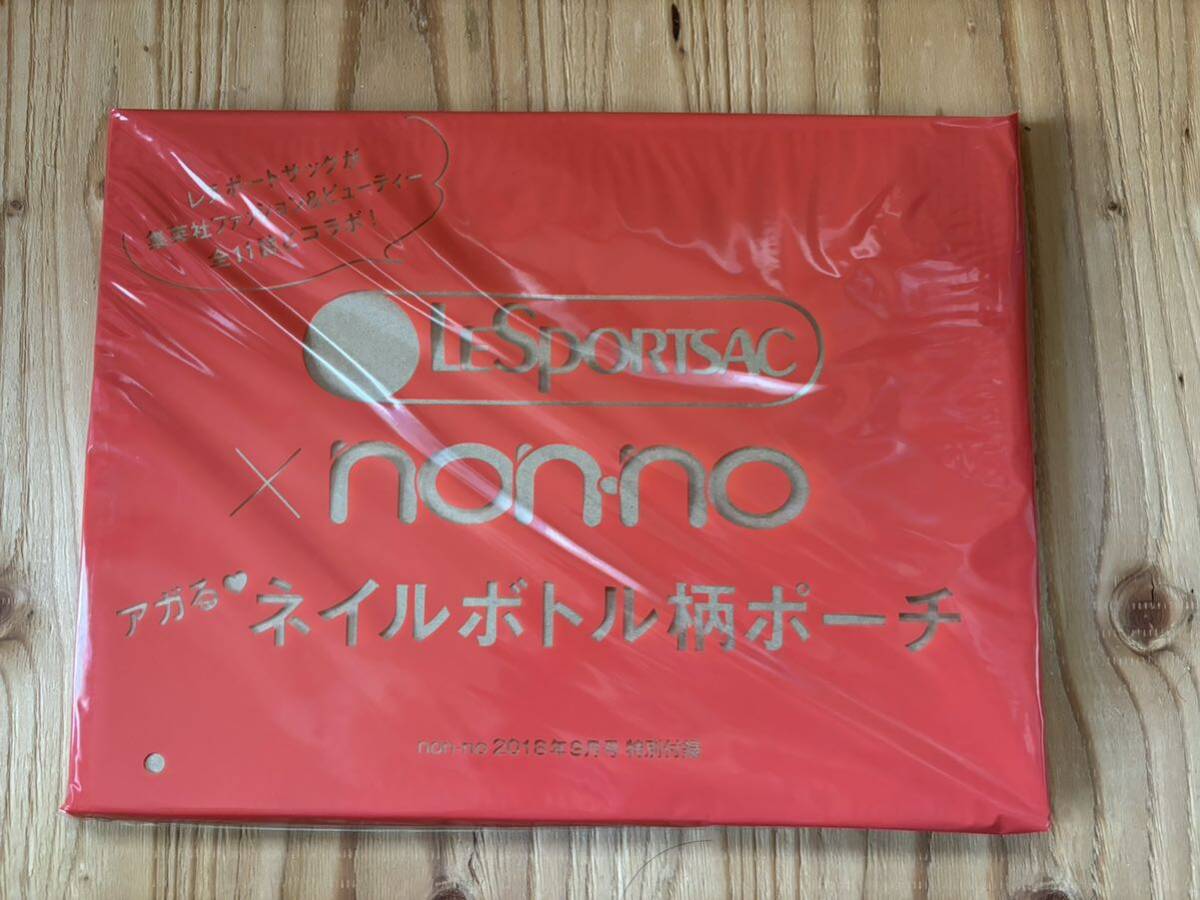 レスポートサックが
集英社ファッション&ビューティー
全11誌とコラボ!
LESPORTSAC
× non·no
アガる♥ネイルボトル柄ポーチ
non-no 2016年9月号 特別付録